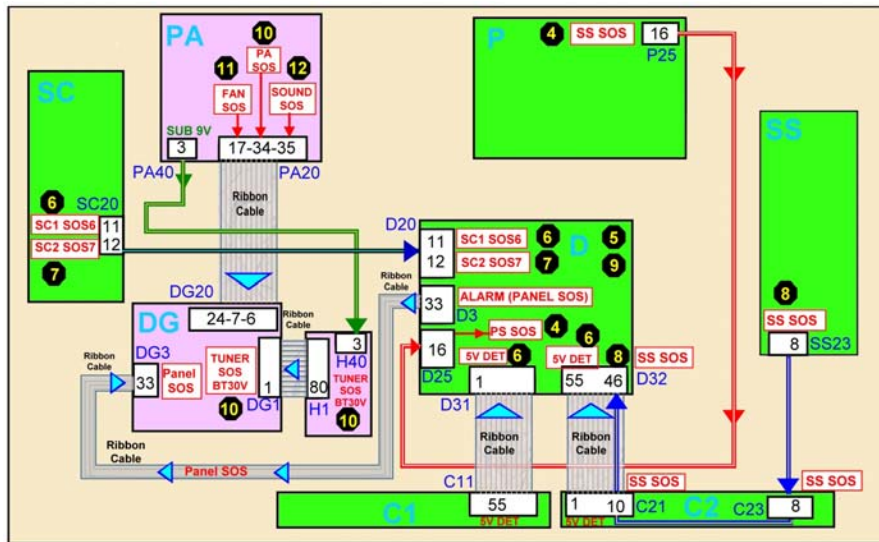 PA
10
PA
SOS
11
FAN
SOS
12
SOUND
SOS
SUB 9V
3
17-34-35
PA40
PA20
Ribbon
Cable
P
4
SS SOS
16
P25
SC
6
SC20
SC1 SOS6
11
SC2 SOS7
12
7
SS
8
SS SOS
8
SS23
D20
D
11
SC1 SOS6
6
5
12
SC2 SOS7
7
9
33
ALARM (PANEL SOS)
D3
PS SOS
4
16
D25
5V DET
6
6
5V DET
8
SS SOS
1
55
46
D32
D31
Ribbon
Cable
Ribbon
Cable
Ribbon
Cable
DG20
DG
24-7-6
Ribbon
Cable
DG3
33
Panel
SOS
TUNER
SOS
BT30V
10
1
DG1
80
H1
3
H40
TUNER
SOS
BT30V
10
Ribbon
Cable
Ribbon
Cable
Panel SOS
C11
55
5V DET
C1
SS SOS
1
10
C21
5V DET
C2
C23
8
SS SOS